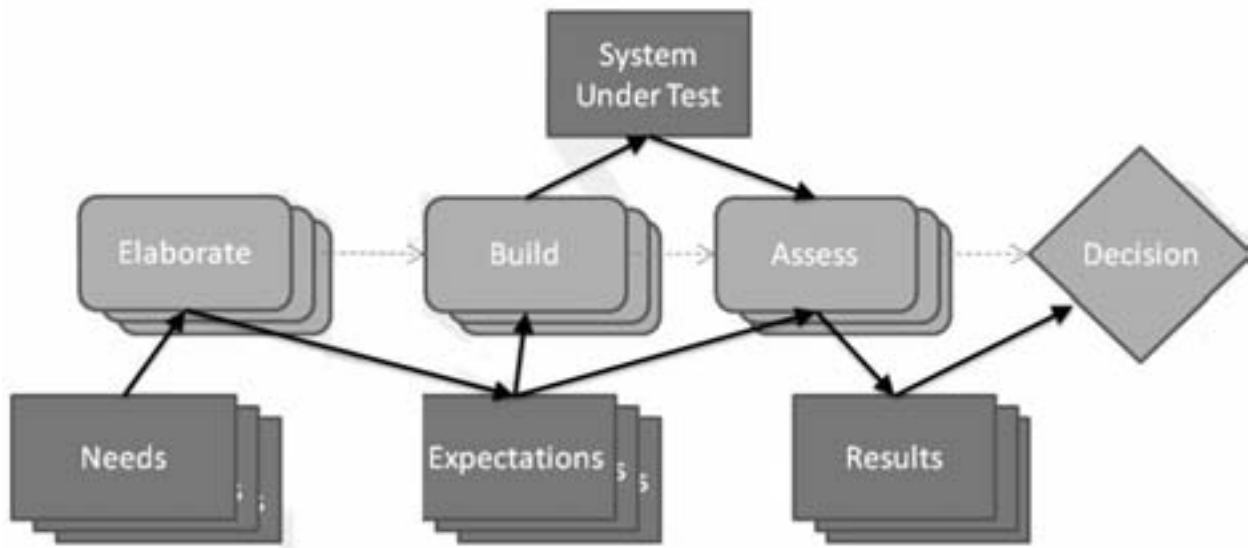 System
Under Test
Elaborate
Build
Assess
Decision
Needs
s
s
Expectations
s
s
Results